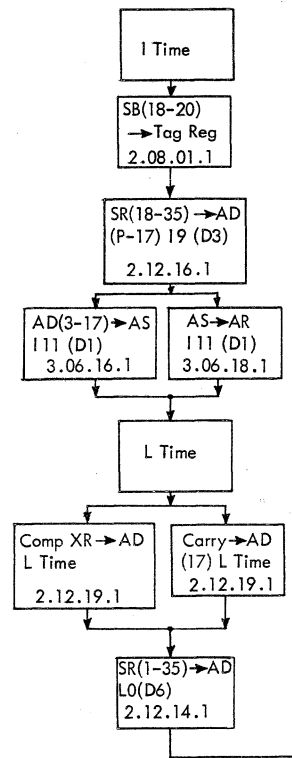 I Time
SB(18-20)
→Tag Reg
2.08.01.1
SR(18-35)→AD
(P-17) 19 (D3)
2.12.16.1
AD(3-17)→AS
I11 (D1)
3.06.16.1
AS→AR
I11 (D1)
3.06.18.1
L Time
Comp XR→AD
L Time
2.12.19.1
Carry→AD
(17) L Time
2.12.19.1
SR(1-35)→AD
L0(D6)
2.12.14.1